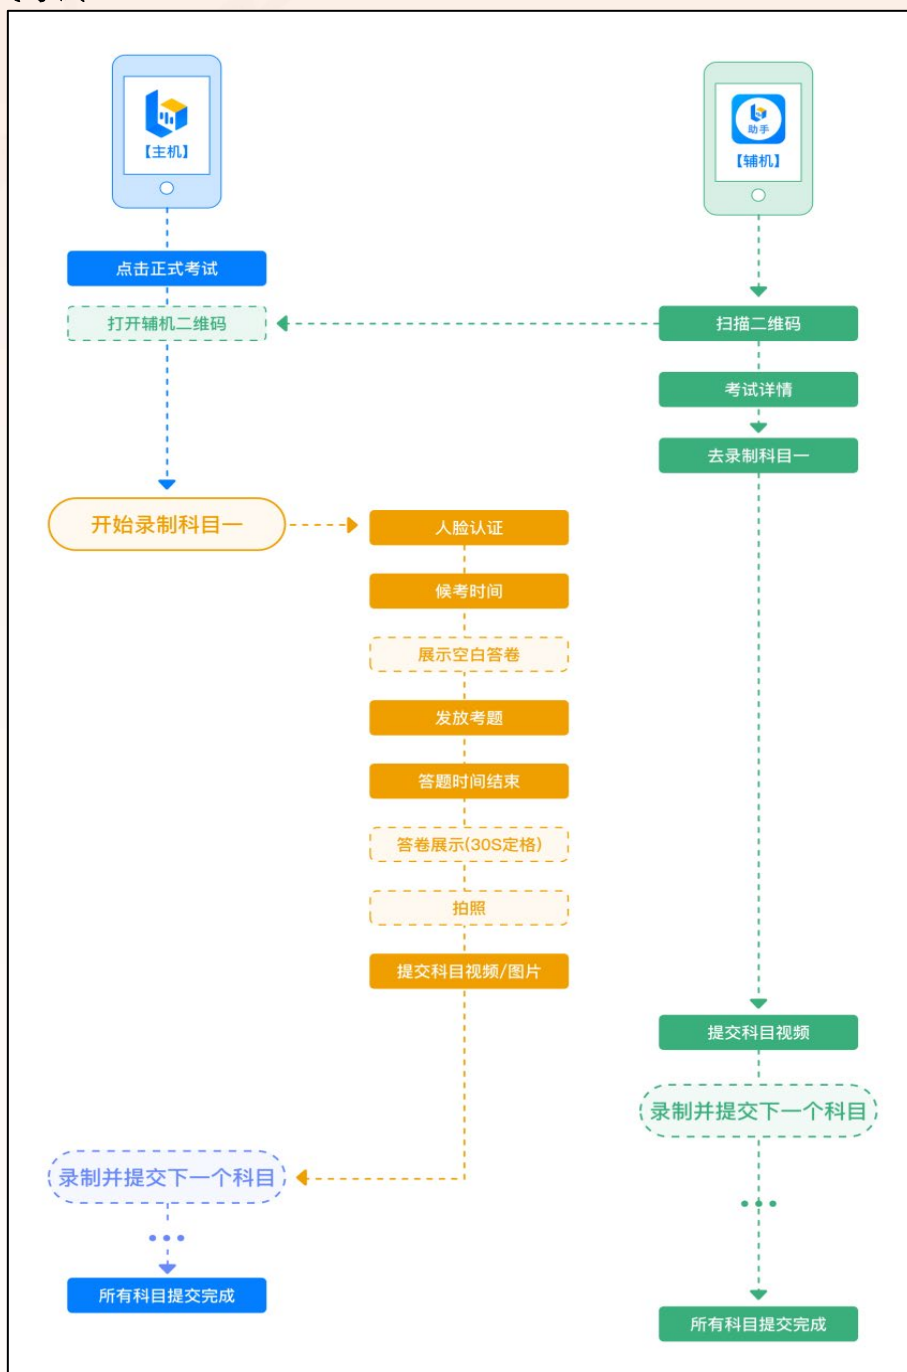 【主机】
助手
【辅机】
点击正式考试
打开辅机二维码
扫描二维码
考试详情
去录制科目一
开始录制科目一
人脸认证
候考时间
展示空白答卷
发放考题
答题时间结束
答卷展示(30S定格)
拍照
提交科目视频/图片
提交科目视频
录制并提交下一个科目
录制并提交下一个科目
所有科目提交完成
所有科目提交完成